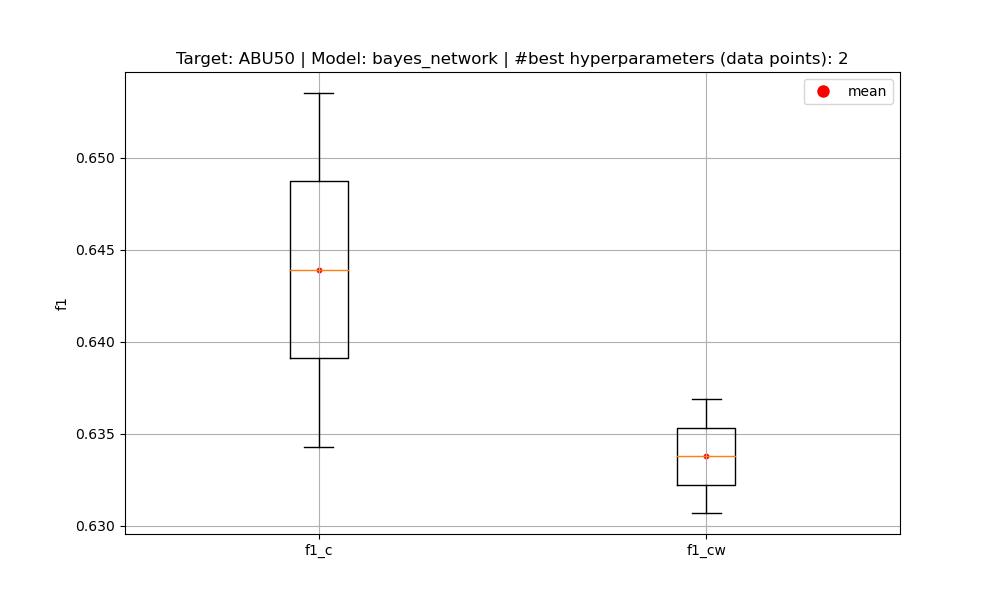 Target: ABU50 | Model: bayes_network | #best hyperparameters (data points): 2
mean
0.650
0.645
0.640
0.635
0.630
f1
f1_c
f1_cw